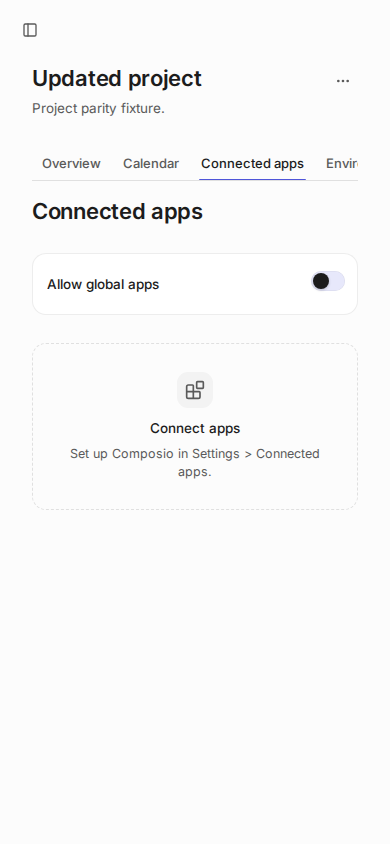 Updated project
Project parity fixture.
Overview Calendar Connected apps
Connected apps
Allow global apps
Connect apps
Set up Composio in Settings > Connected
apps.